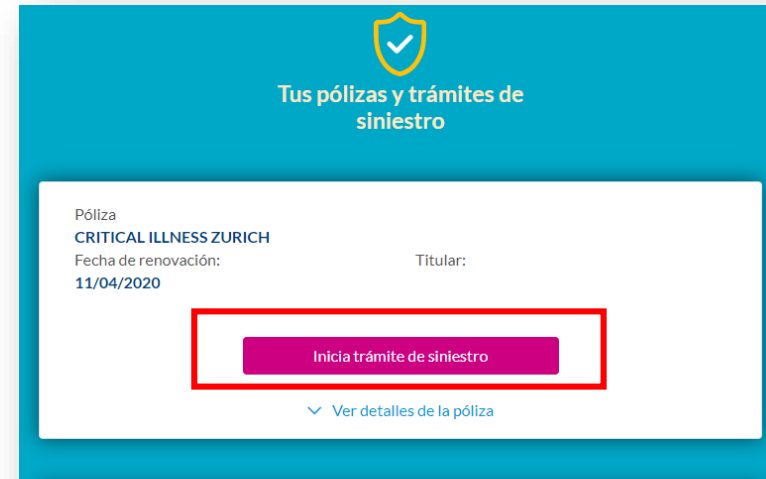 Tus pólizas y trámites de
siniestro
Póliza
CRITICAL ILLNESS ZURICH
Fecha de renovación:
Titular:
11/04/2020
Inicia trámite de siniestro
Ver detalles de la póliza